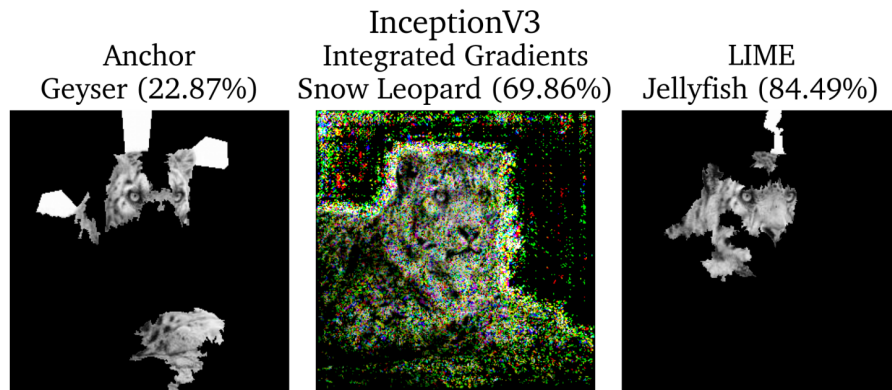 InceptionV3
Anchor
Geyser (22.87%)
Integrated Gradients
Snow Leopard (69.86%)
LIME
Jellyfish (84.49%)